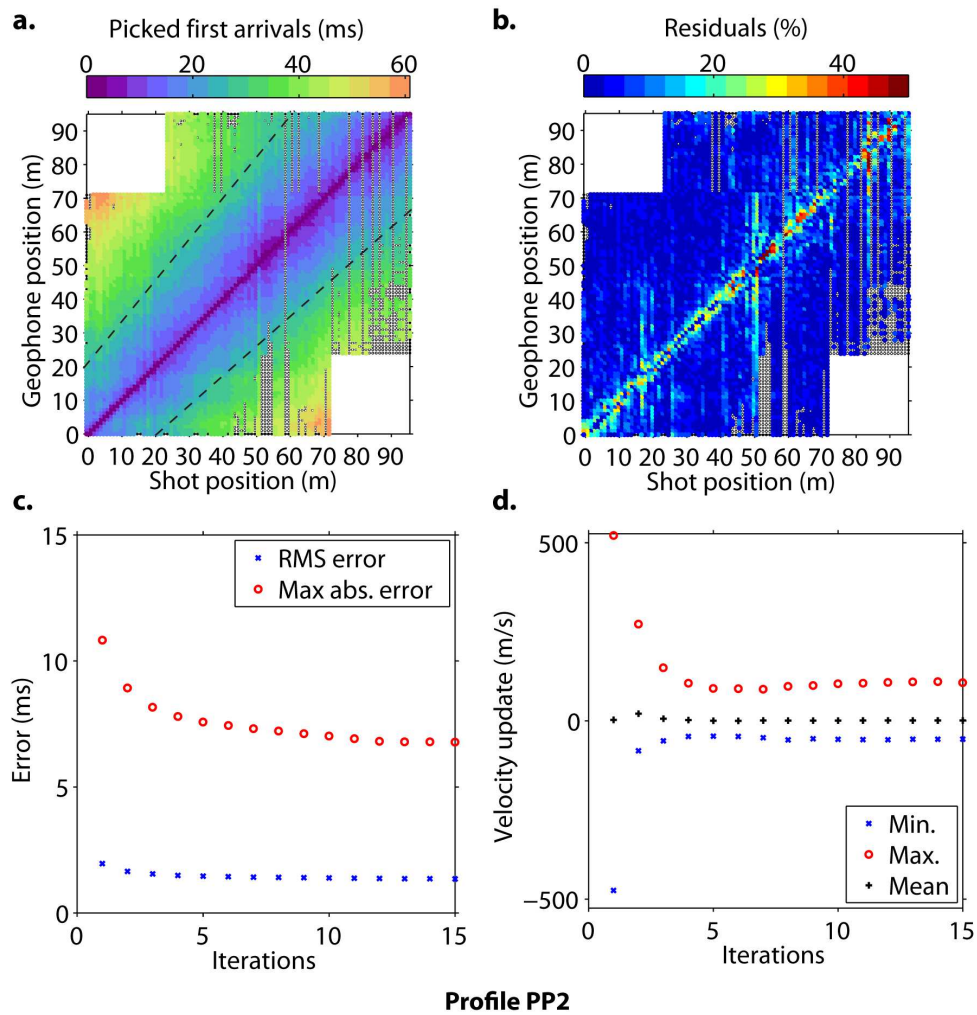 a.
Picked first arrivals (ms)
0 20 40 60
Geophone position (m)
90
80
70
60
50
40
30
20
10
0
0 10 20 30 40 50 60 70 80 90
Shot position (m)
b.
Residuals (%)
0 20 40
Geophone position (m)
90
80
70
60
50
40
30
20
10
0
0 10 20 30 40 50 60 70 80 90
Shot position (m)
c.
Error (ms)
15
10
5
0
RMS error
Max abs. error
0 5 10 15
Iterations
d.
Velocity update (m/s)
500
0
−500
Min.
Max.
Mean
0 5 10 15
Iterations
Profile PP2